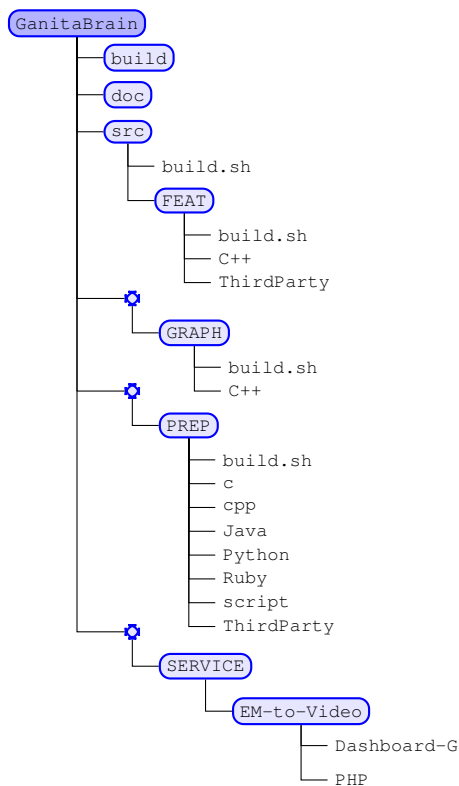 GanitaBrain
build
doc
src
build.sh
FEAT
build.sh
C++
ThirdParty
GRAPH
build.sh
C++
PREP
build.sh
c
cpp
Java
Python
Ruby
script
ThirdParty
SERVICE
EM-to-Video
Dashboard-G
PHP